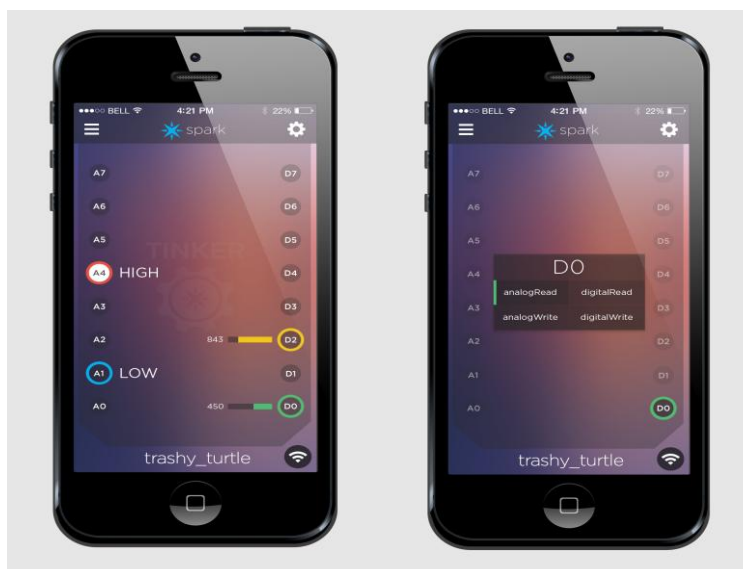 ●●●○○ BELL 4:21 PM 22%
spark
A7 D7
A6 D6
A5 D5
TINKER
A4 HIGH D4
A3 D3
A2 843 D2
A1 LOW D1
A0 450 D0
trashy_turtle
●●●○○ BELL 4:21 PM 22%
spark
A7 D7
A6 D6
A5 D5
A4 D4
A3 D3
A2 D2
A1 D1
A0 D0
D0
analogRead digitalRead
analogWrite digitalWrite
trashy_turtle